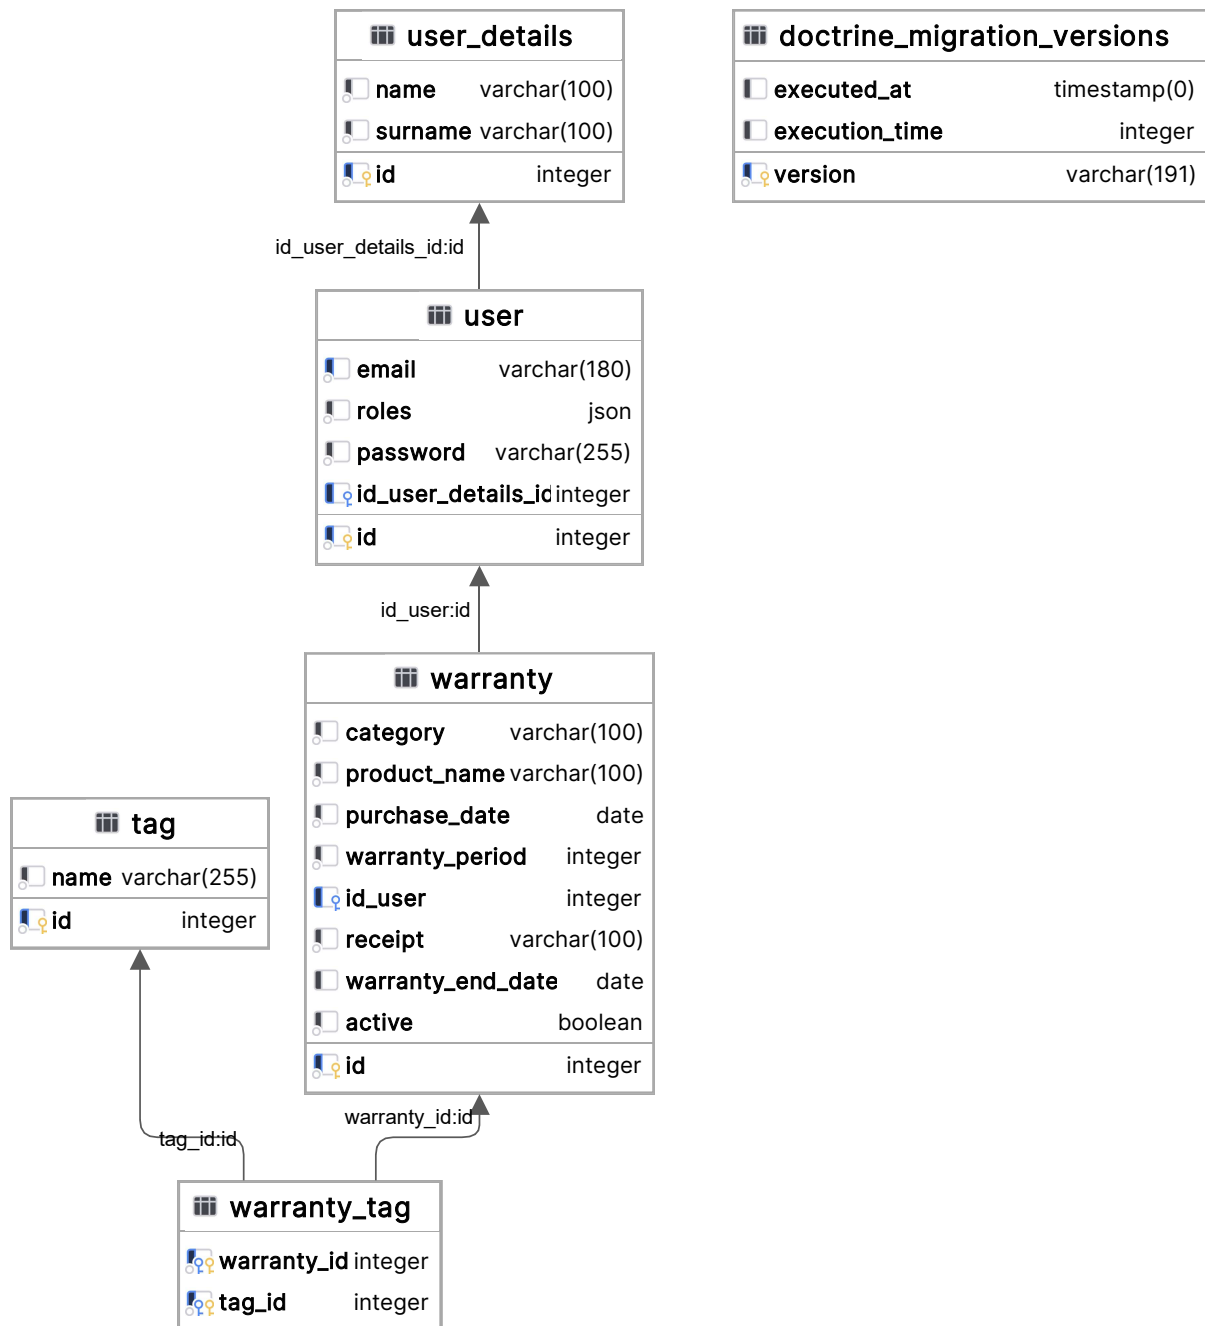 user_details
name varchar(100)
surname varchar(100)
id integer
doctrine_migration_versions
executed_at timestamp(0)
execution_time integer
version varchar(191)
id_user_details_id:id
user
email varchar(180)
roles json
password varchar(255)
id_user_details_id integer
id integer
id_user:id
warranty
category varchar(100)
product_name varchar(100)
purchase_date date
warranty_period integer
id_user integer
receipt varchar(100)
warranty_end_date date
active boolean
id integer
tag
name varchar(255)
id integer
warranty_id:id
tag_id:id
warranty_tag
warranty_id integer
tag_id integer